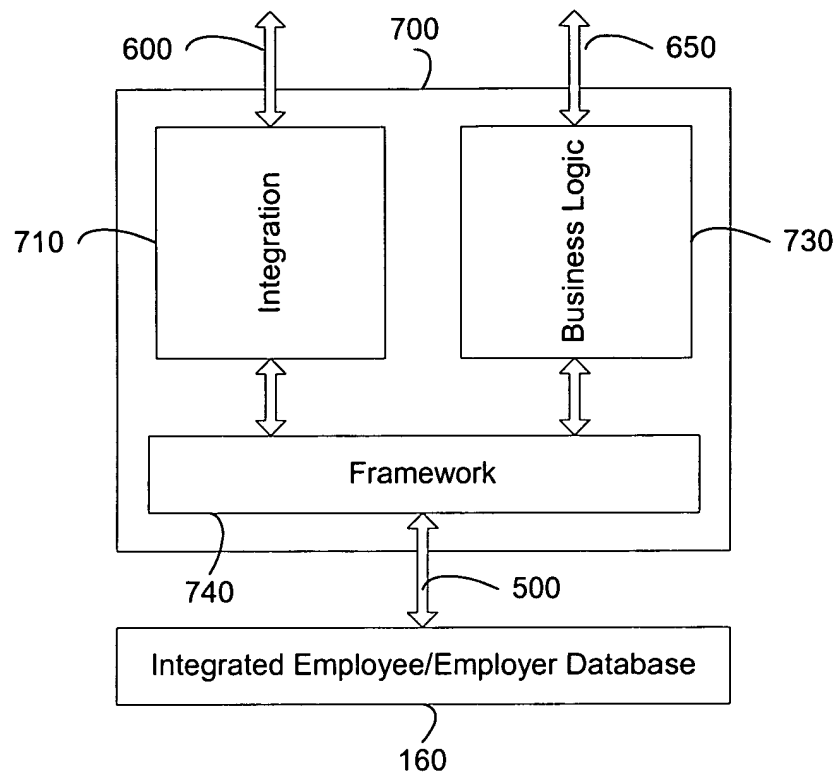 600
700
650
710
Integration
Business Logic
730
Framework
740
500
Integrated Employee/Employer Database
160